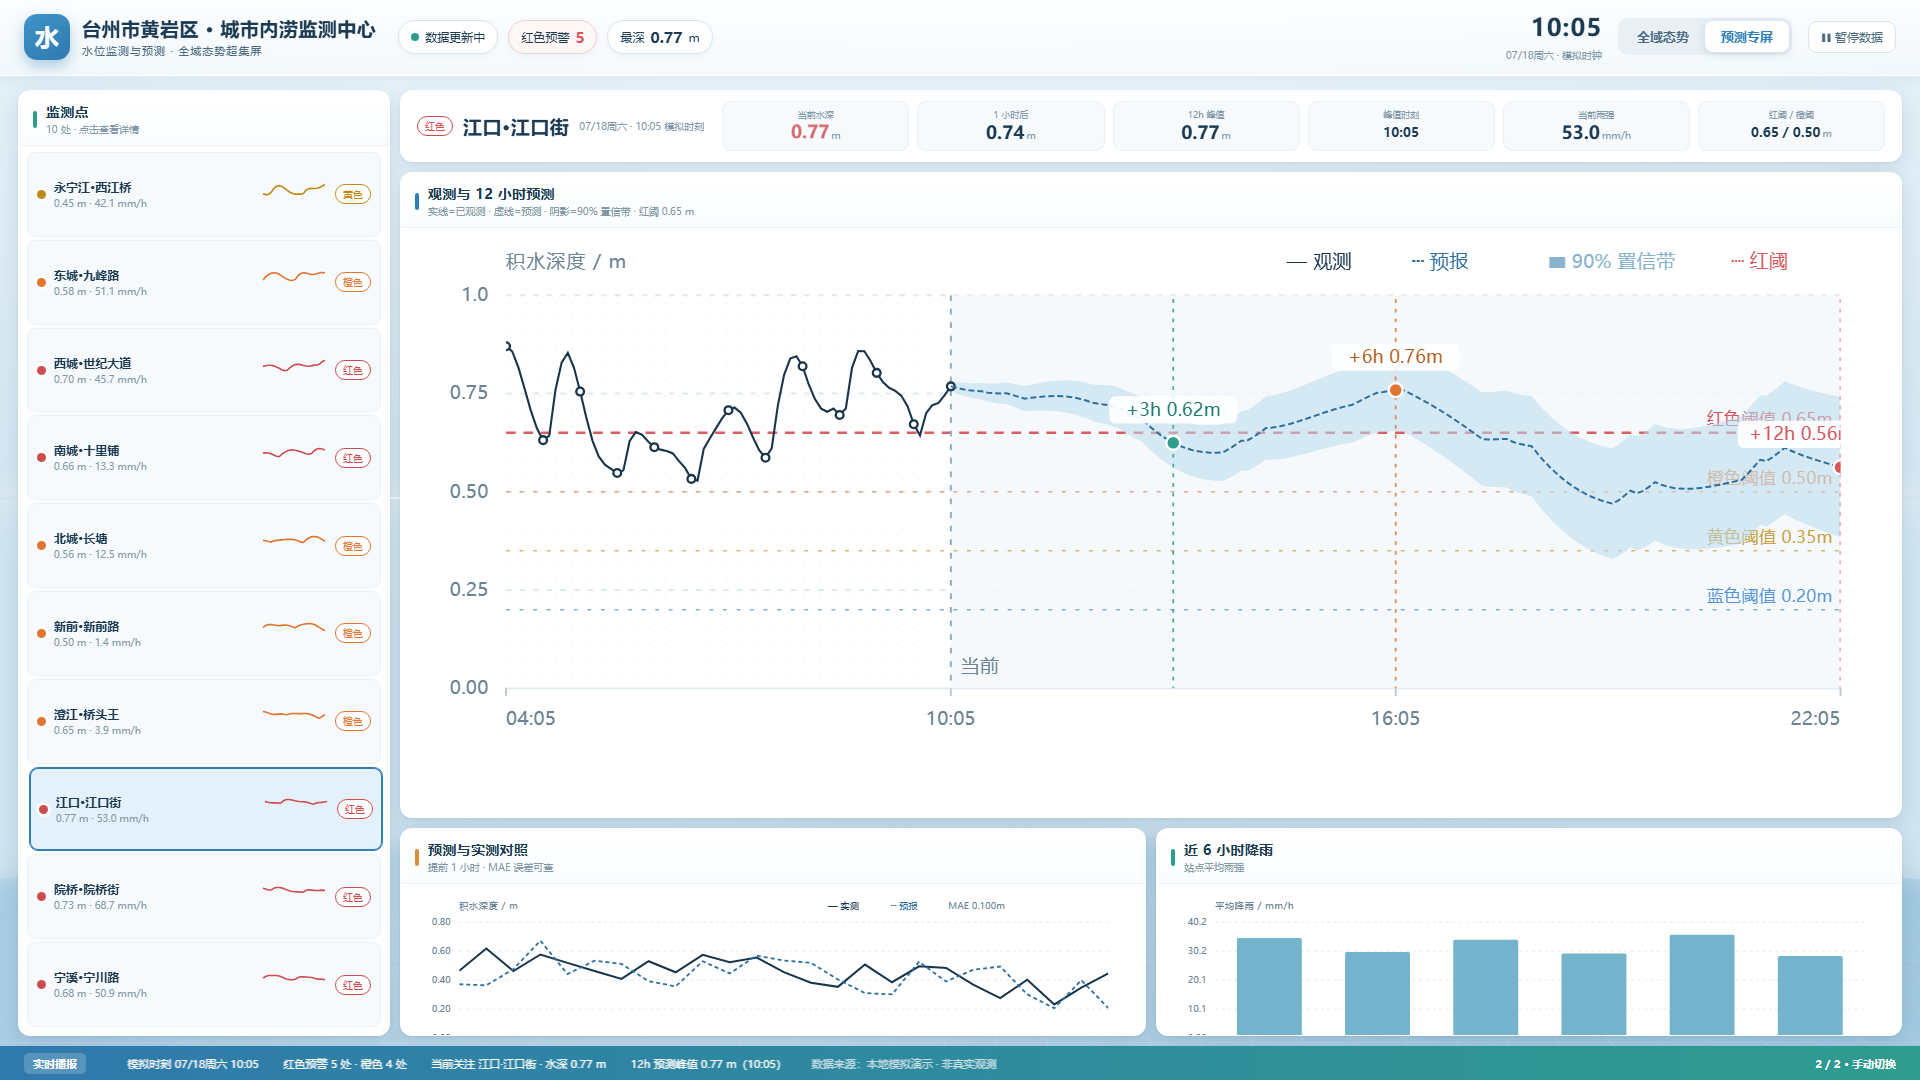 水
台州市黄岩区 • 城市内涝监测中心
水位监测与预测 · 全域态势超集屏
数据更新中
红色预警 5
最深 0.77 m
10:05
07/18周六 · 模拟时钟
全域态势
预测专屏
暂停数据
监测点
10 处 · 点击查看详情
永宁江•西江桥
0.45 m · 42.1 mm/h
黄色
东城•九峰路
0.58 m · 51.1 mm/h
橙色
西城•世纪大道
0.70 m · 45.7 mm/h
红色
南城•十里铺
0.66 m · 13.3 mm/h
红色
北城•长塘
0.56 m · 12.5 mm/h
橙色
新前•新前路
0.50 m · 1.4 mm/h
橙色
澄江•桥头王
0.65 m · 3.9 mm/h
橙色
江口•江口街
0.77 m · 53.0 mm/h
红色
院桥•院桥街
0.73 m · 68.7 mm/h
红色
宁溪•宁川路
0.68 m · 50.9 mm/h
红色
红色 江口•江口街 07/18周六 · 10:05 模拟时刻
当前水深
0.77 m
1 小时后
0.74 m
12h 峰值
0.77 m
峰值时刻
10:05
当前雨强
53.0 mm/h
红阈 / 橙阈
0.65 / 0.50 m
观测与 12 小时预测
实线=已观测 · 虚线=预测 · 阴影=90% 置信带 · 红阈 0.65 m
积水深度 / m
观测 预报 90% 置信带 红阈
1.0
0.75
0.50
0.25
0.00
+3h 0.62m
+6h 0.76m
红色阈值 0.65m
+12h 0.56m
橙色阈值 0.50m
黄色阈值 0.35m
蓝色阈值 0.20m
当前
04:05 10:05 16:05 22:05
预测与实测对照
提前 1 小时 · MAE 误差可查
积水深度 / m
实测 预报 MAE 0.100m
0.80
0.60
0.40
0.20
近 6 小时降雨
站点平均雨强
平均降雨 / mm/h
40.2
30.2
20.1
10.1
实时播报 模拟时刻 07/18周六 10:05 红色预警 5 处 · 橙色 4 处 当前关注 江口·江口街 · 水深 0.77 m 12h 预测峰值 0.77 m（10:05） 数据来源：本地模拟演示 · 非真实观测 2 / 2 • 手动切换